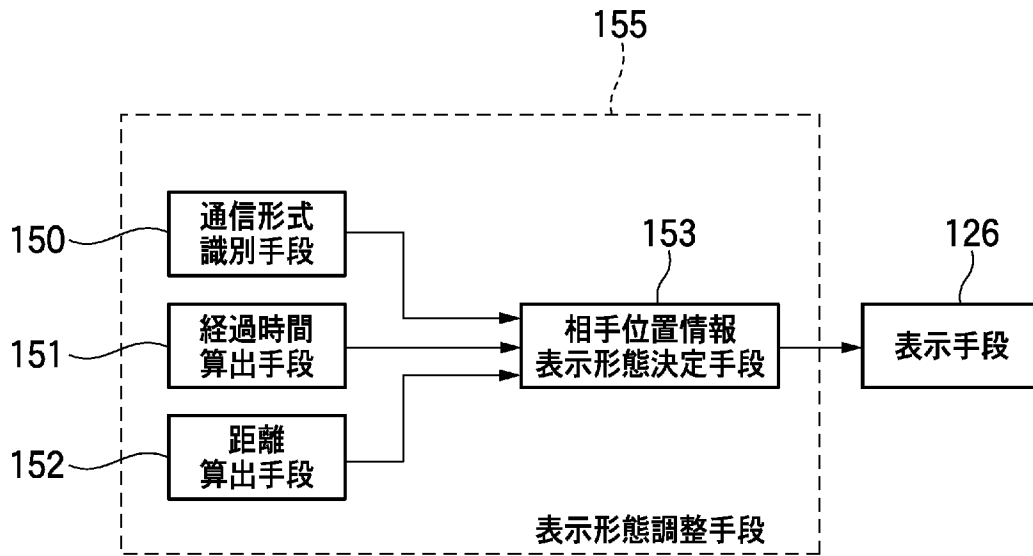 155
通信形式
識別手段
150
153
126
経過時間
算出手段
151
相手位置情報
表示形態決定手段
表示手段
距離
算出手段
152
表示形態調整手段